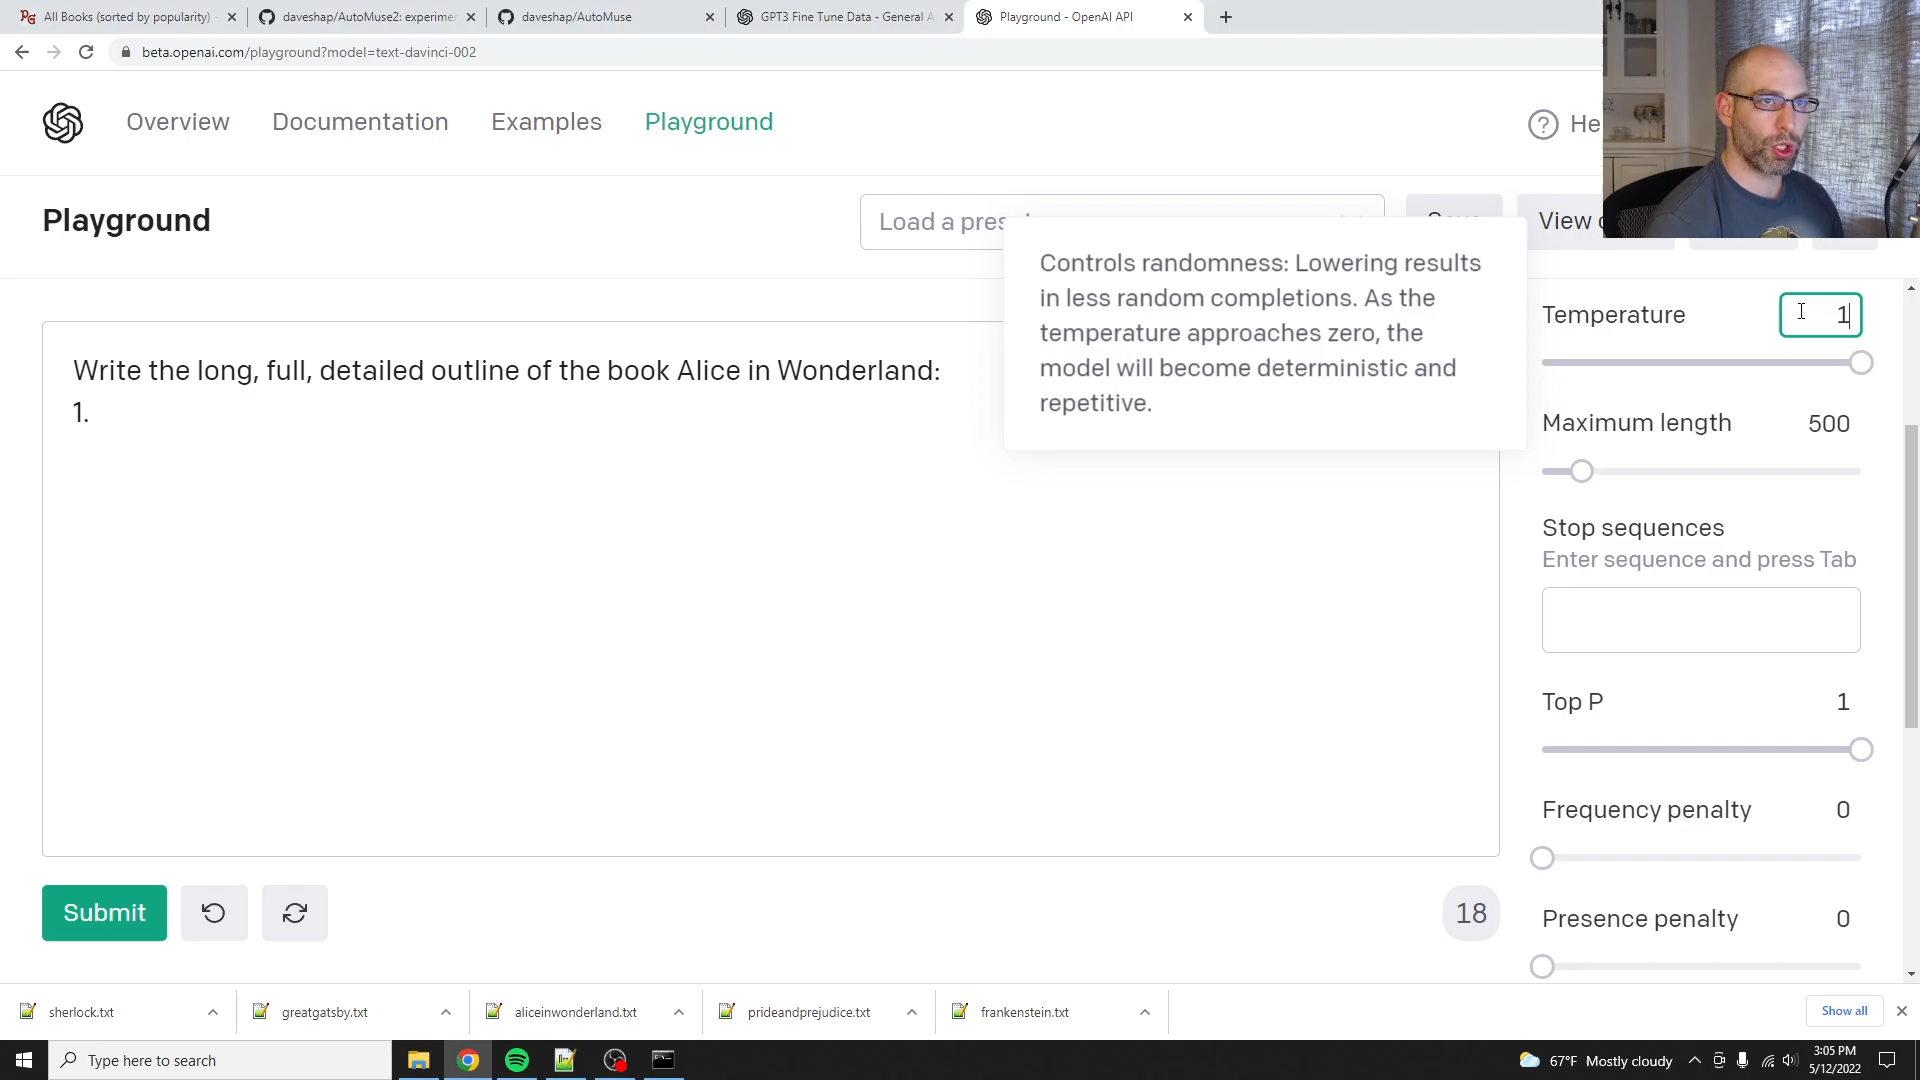 All Books (sorted by popularity)
daveshap/AutoMuse2: experimen
daveshap/AutoMuse
GPT3 Fine Tune Data - General A
Playground - OpenAI API
beta.openai.com/playground?model=text-davinci-002
Overview
Documentation
Examples
Playground
He
Playground
Load a prese
Save
View c
Controls randomness: Lowering results
in less random completions. As the
temperature approaches zero, the
model will become deterministic and
repetitive.
Temperature 1
Write the long, full, detailed outline of the book Alice in Wonderland:
1.
Maximum length 500
Stop sequences
Enter sequence and press Tab
Top P 1
Frequency penalty 0
Presence penalty 0
Submit
18
sherlock.txt
greatgatsby.txt
aliceinwonderland.txt
prideandprejudice.txt
frankenstein.txt
Show all
Type here to search
67°F Mostly cloudy
3:05 PM
5/12/2022